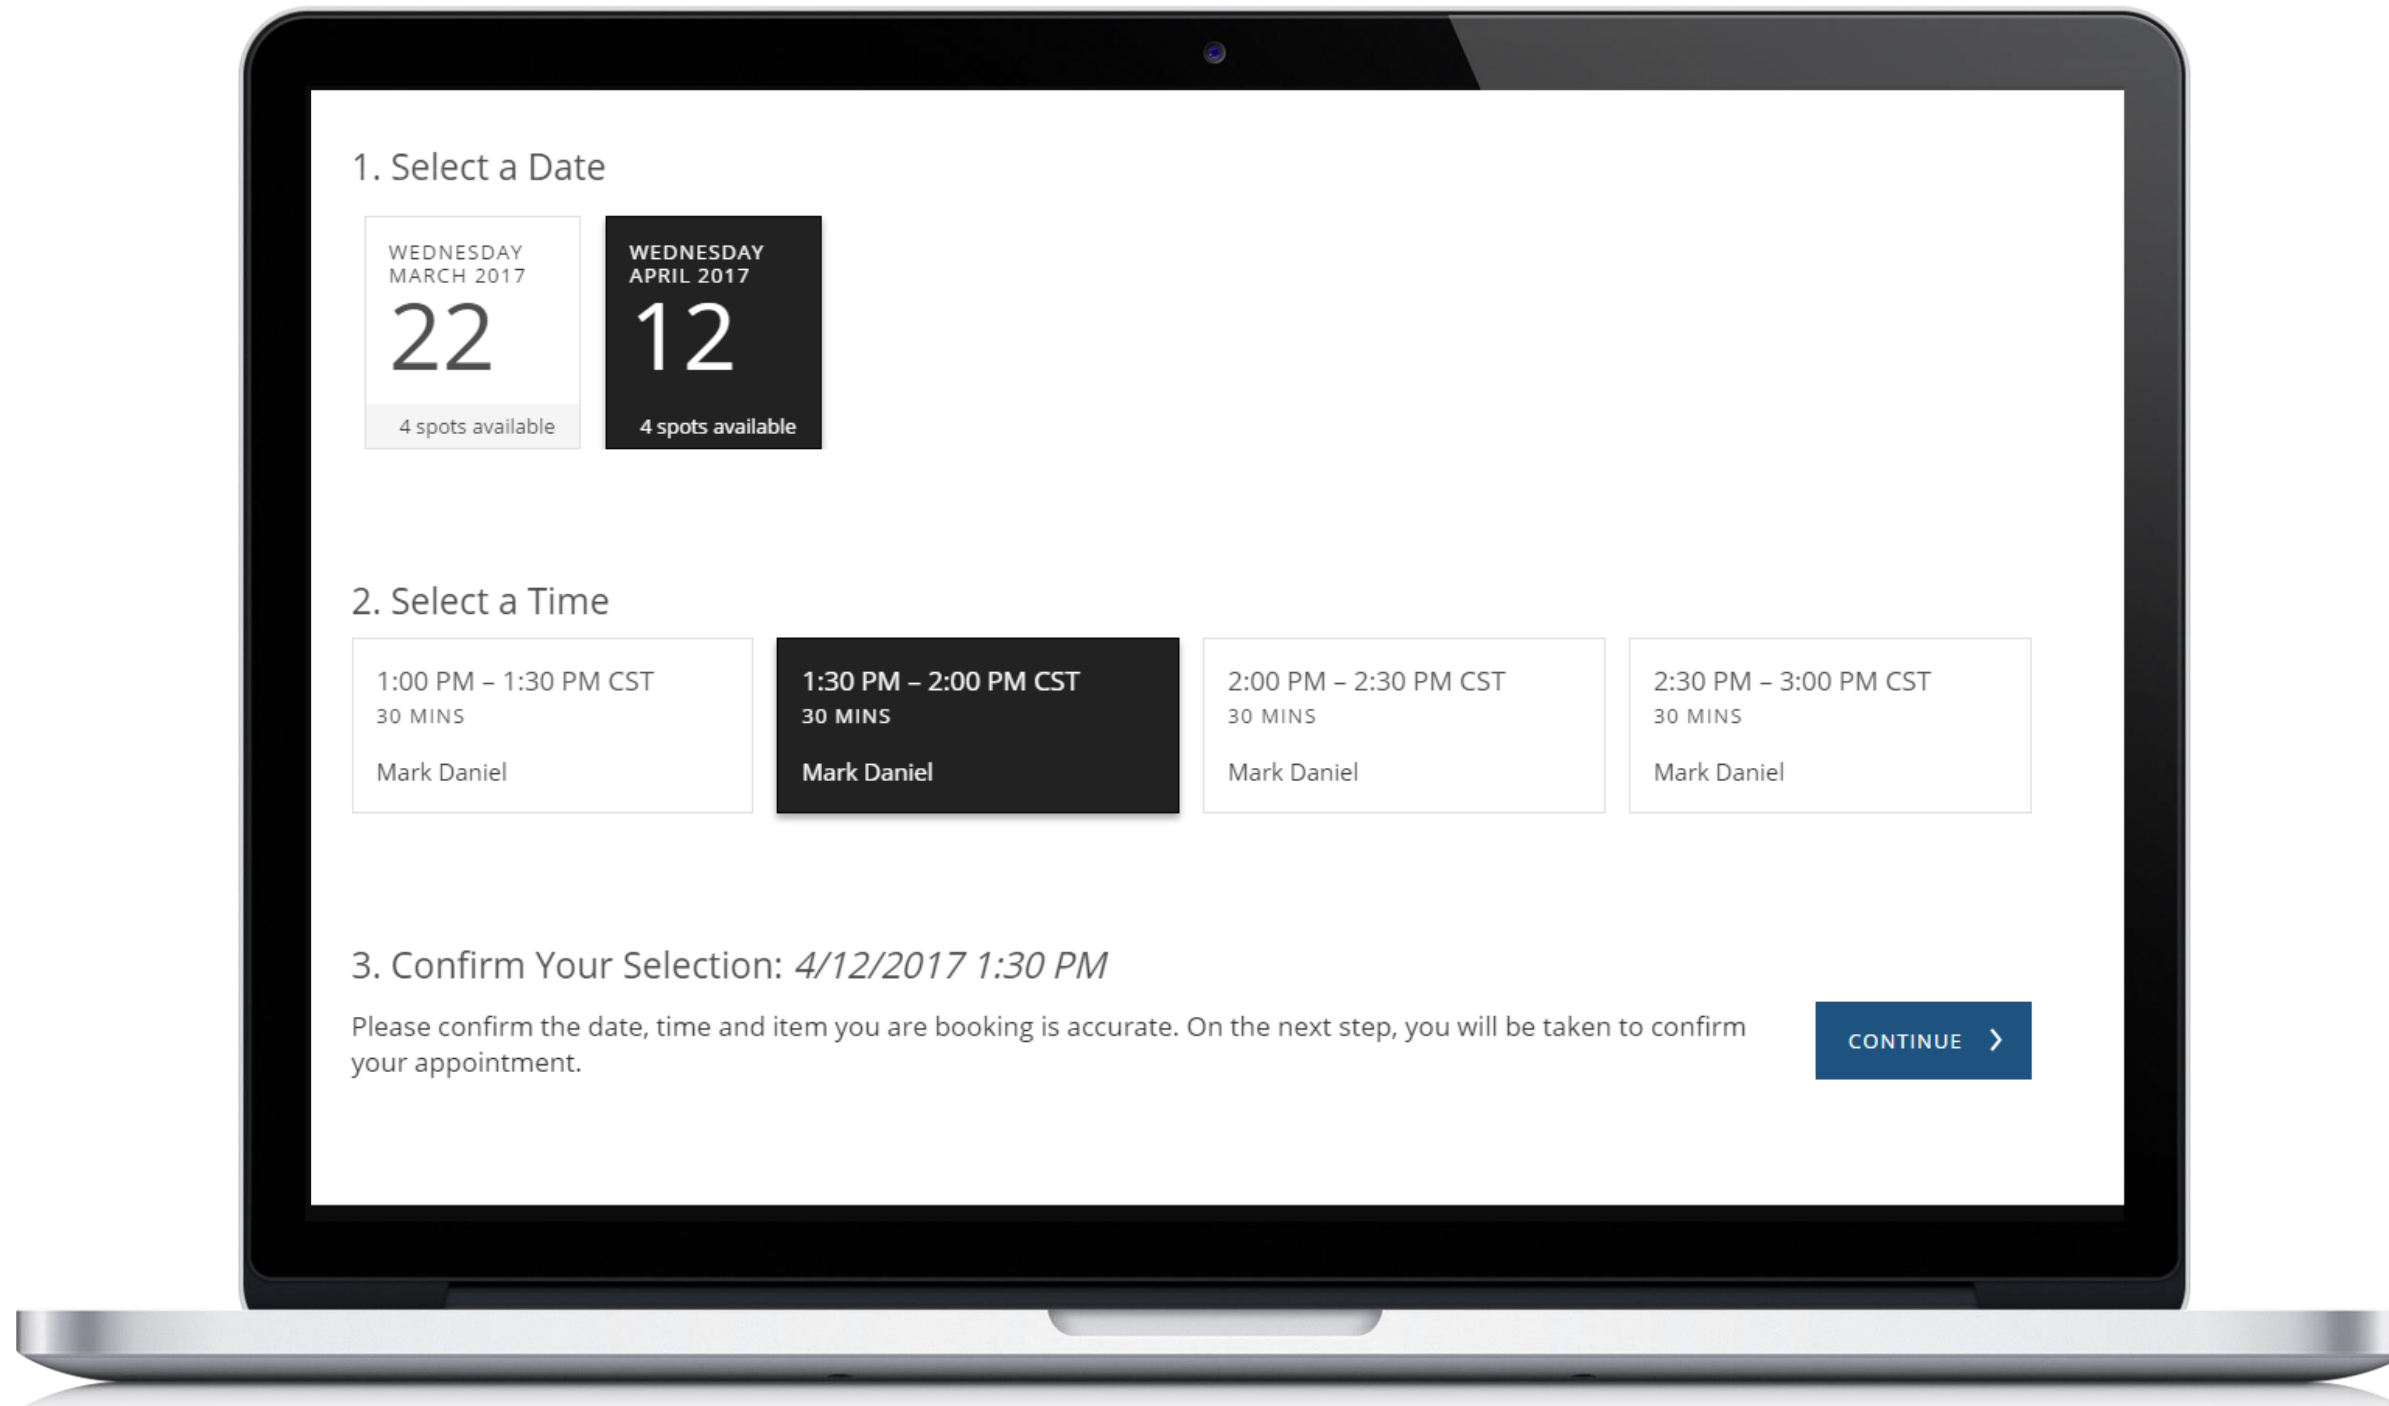 1. Select a Date
WEDNESDAY
MARCH 2017
22
4 spots available
WEDNESDAY
APRIL 2017
12
4 spots available
2. Select a Time
1:00 PM – 1:30 PM CST
30 MINS
Mark Daniel
1:30 PM – 2:00 PM CST
30 MINS
Mark Daniel
2:00 PM – 2:30 PM CST
30 MINS
Mark Daniel
2:30 PM – 3:00 PM CST
30 MINS
Mark Daniel
3. Confirm Your Selection: 4/12/2017 1:30 PM
Please confirm the date, time and item you are booking is accurate. On the next step, you will be taken to confirm
your appointment.
CONTINUE